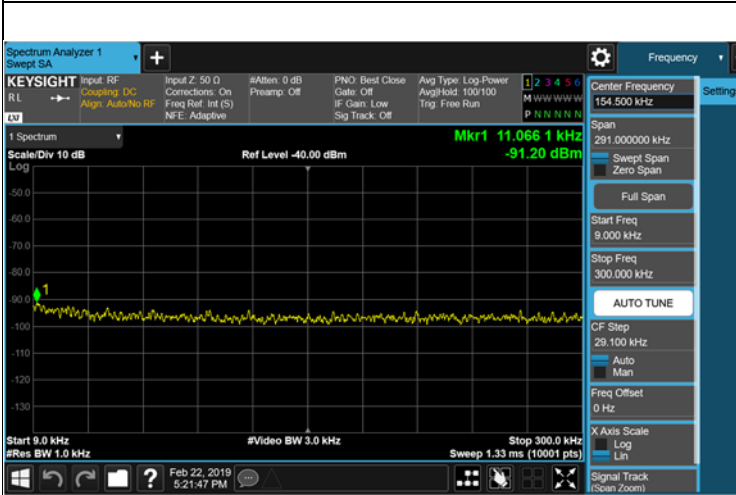 Spectrum Analyzer 1
Swept SA
+
Frequency
KEYSIGHT
RL
LXI
Input: RF
Coupling: DC
Align: Auto/No RF
Input Z: 50 Ω
Corrections: On
Freq Ref: Int (S)
NFE: Adaptive
#Atten: 0 dB
Preamp: Off
PNO: Best Close
Gate: Off
IF Gain: Low
Sig Track: Off
Avg Type: Log-Power
Avg|Hold: 100/100
Trig: Free Run
1 2 3 4 5 6
M W W W W W
P N N N N N
1 Spectrum
Scale/Div 10 dB
Log
Ref Level -40.00 dBm
Mkr1 11.066 1 kHz
-91.20 dBm
-50.0
-60.0
-70.0
-80.0
-90.0
1
-100
-110
-120
-130
Start 9.0 kHz
#Res BW 1.0 kHz
#Video BW 3.0 kHz
Stop 300.0 kHz
Sweep 1.33 ms (10001 pts)
Center Frequency
154.500 kHz
Settings
Span
291.000000 kHz
Swept Span
Zero Span
Full Span
Start Freq
9.000 kHz
Stop Freq
300.000 kHz
AUTO TUNE
CF Step
29.100 kHz
Auto
Man
Freq Offset
0 Hz
X Axis Scale
Log
Lin
Signal Track
(Span Zoom)
?
Feb 22, 2019
5:21:47 PM